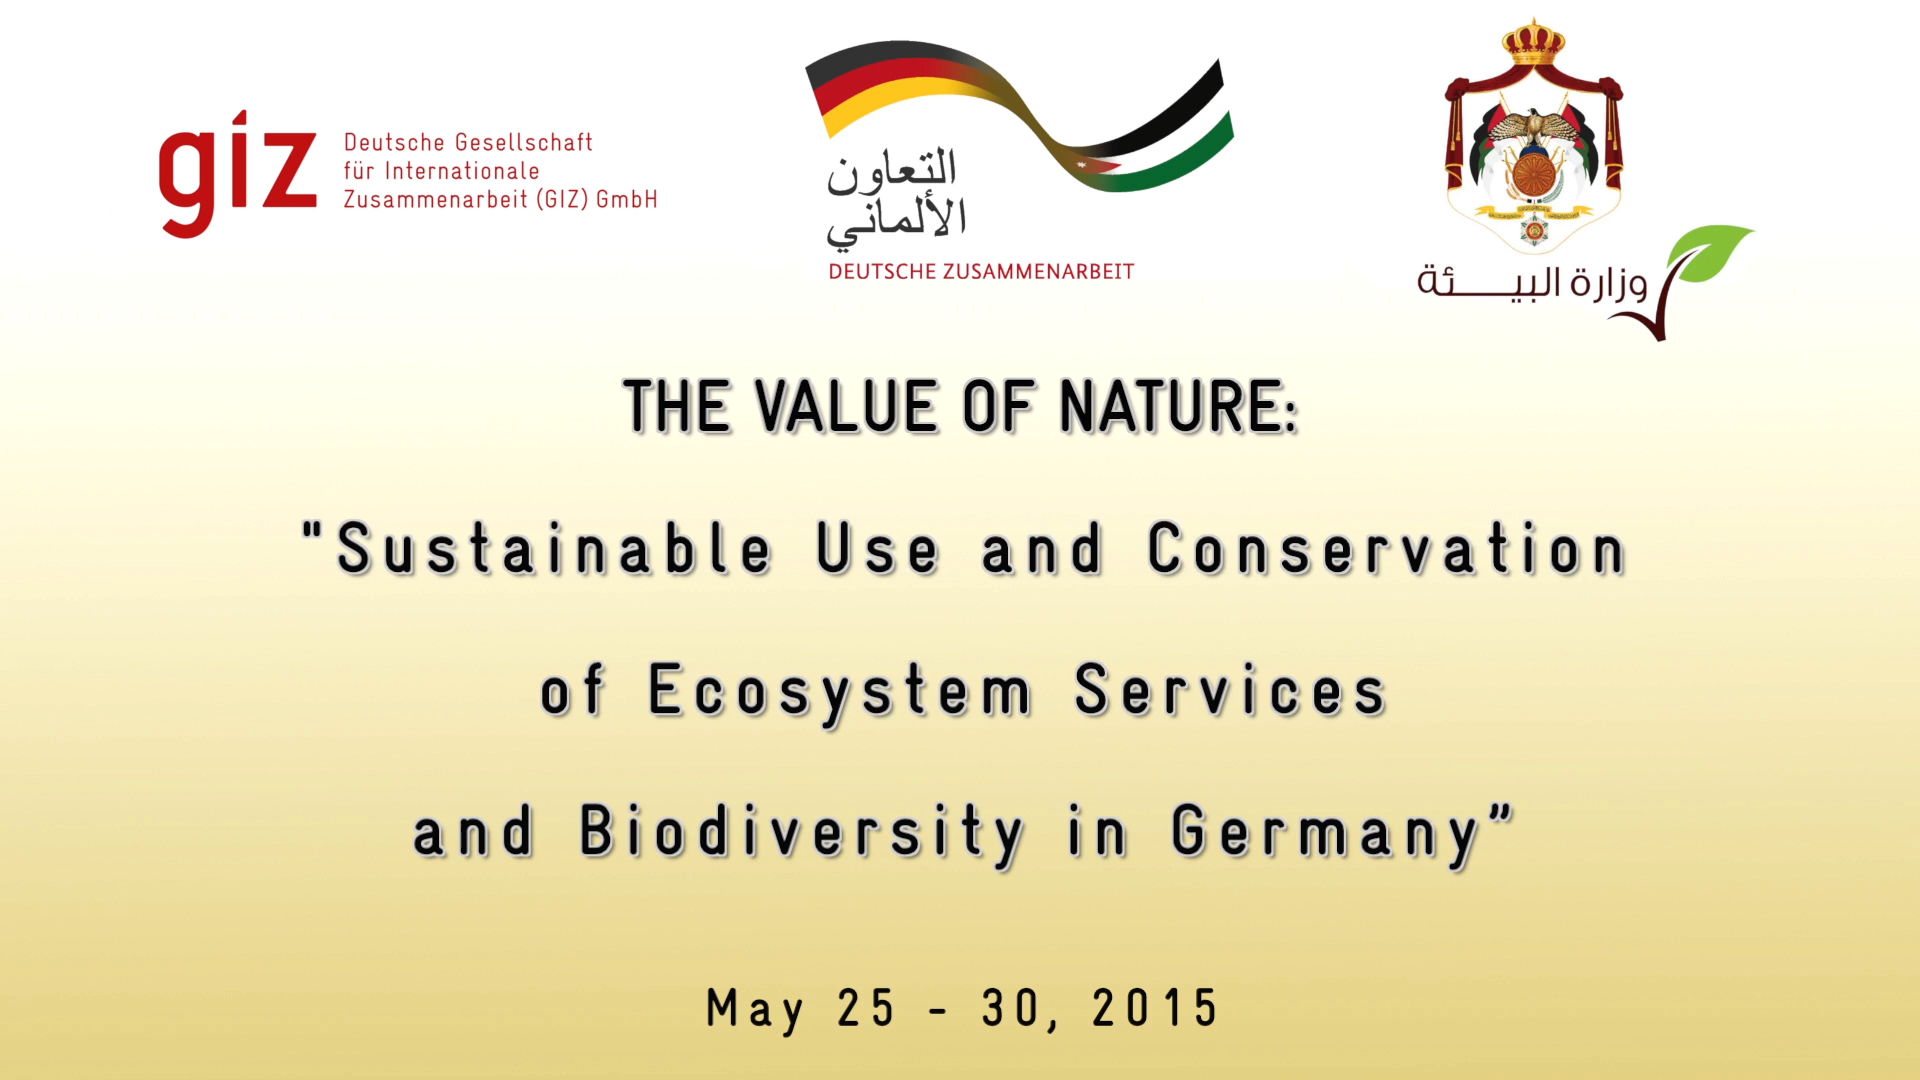 giz
Deutsche Gesellschaft
für Internationale
Zusammenarbeit (GIZ) GmbH
التعاون
الألماني
DEUTSCHE ZUSAMMENARBEIT
وزارة البيئة
THE VALUE OF NATURE:
"Sustainable Use and Conservation
of Ecosystem Services
and Biodiversity in Germany”
May 25 - 30, 2015